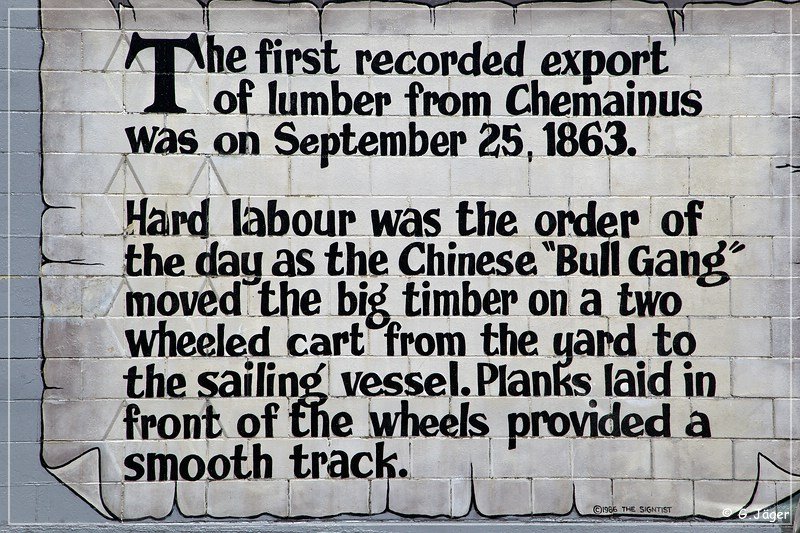 The first recorded export
of lumber from Chemainus
was on September 25, 1863.
Hard labour was the order of
the day as the Chinese "Bull Gang"
moved the big timber on a two
wheeled cart from the yard to
the sailing vessel. Planks laid in
front of the wheels provided a
smooth track.
©1986 THE SIGNTIST
© G. Jäger